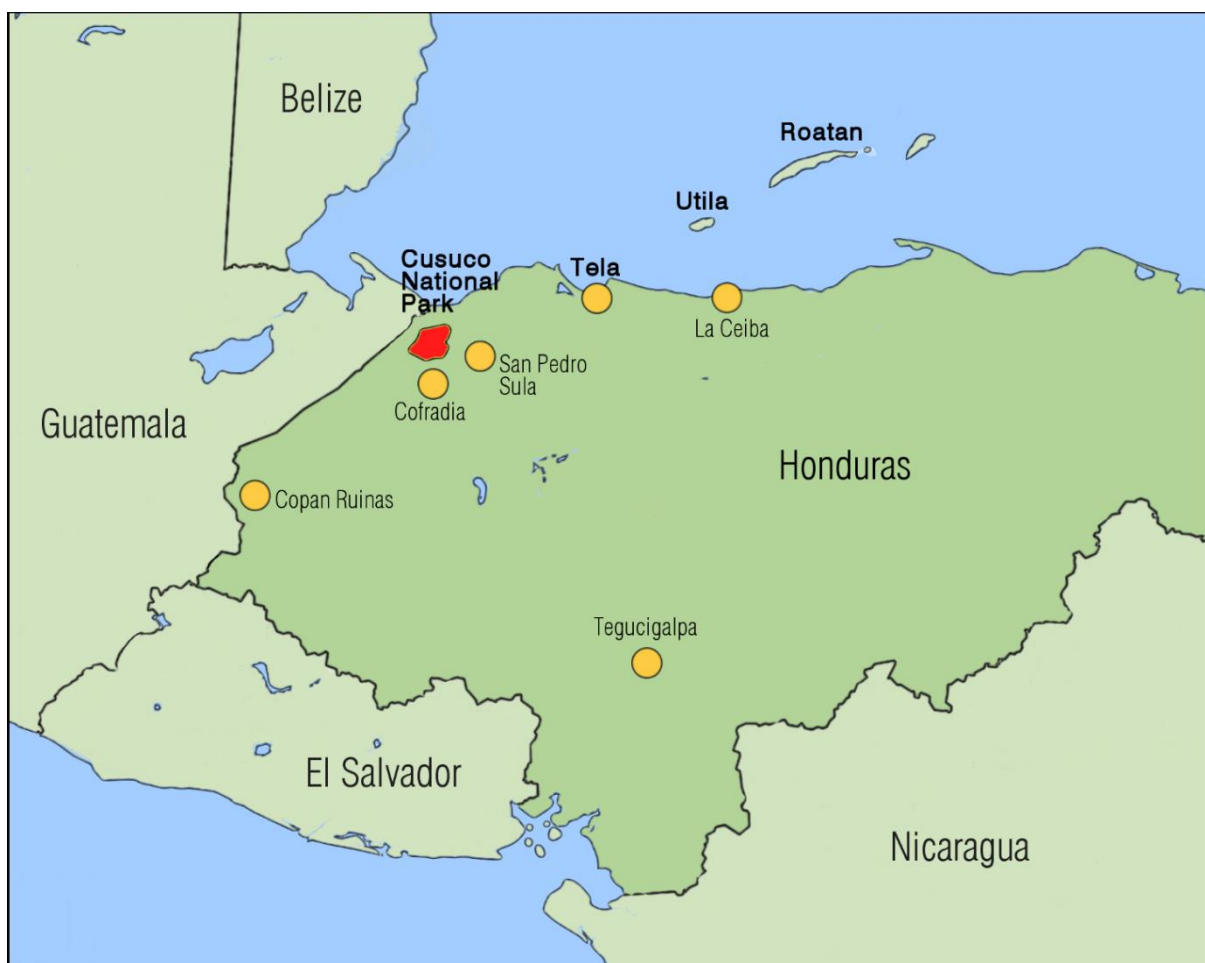 Belize
Roatan
Utila
Cusuco
National
Park
Tela
La Ceiba
San Pedro
Sula
Cofradia
Guatemala
Honduras
Copan Ruinas
Tegucigalpa
El Salvador
Nicaragua